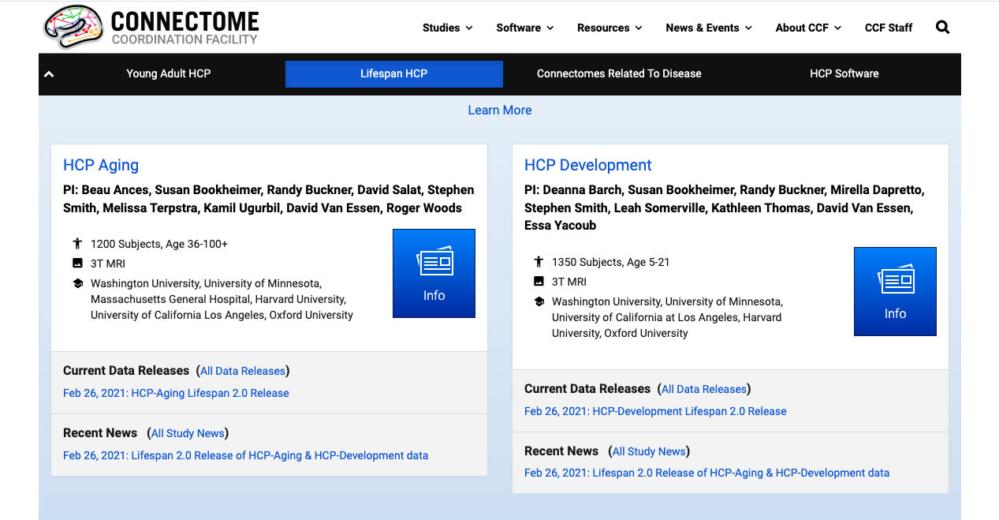 CONNECTOME
COORDINATION FACILITY
Studies
Software
Resources
News & Events
About CCF
CCF Staff
Young Adult HCP
Lifespan HCP
Connectomes Related To Disease
HCP Software
Learn More
HCP Aging
PI: Beau Ances, Susan Bookheimer, Randy Buckner, David Salat, Stephen
Smith, Melissa Terpstra, Kamil Ugurbil, David Van Essen, Roger Woods
1200 Subjects, Age 36-100+
3T MRI
Washington University, University of Minnesota,
Massachusetts General Hospital, Harvard University,
University of California Los Angeles, Oxford University
Info
Current Data Releases (All Data Releases)
Feb 26, 2021: HCP-Aging Lifespan 2.0 Release
Recent News (All Study News)
Feb 26, 2021: Lifespan 2.0 Release of HCP-Aging & HCP-Development data
HCP Development
PI: Deanna Barch, Susan Bookheimer, Randy Buckner, Mirella Dapretto,
Stephen Smith, Leah Somerville, Kathleen Thomas, David Van Essen,
Essa Yacoub
1350 Subjects, Age 5-21
3T MRI
Washington University, University of Minnesota,
University of California at Los Angeles, Harvard
University, Oxford University
Info
Current Data Releases (All Data Releases)
Feb 26, 2021: HCP-Development Lifespan 2.0 Release
Recent News (All Study News)
Feb 26, 2021: Lifespan 2.0 Release of HCP-Aging & HCP-Development data